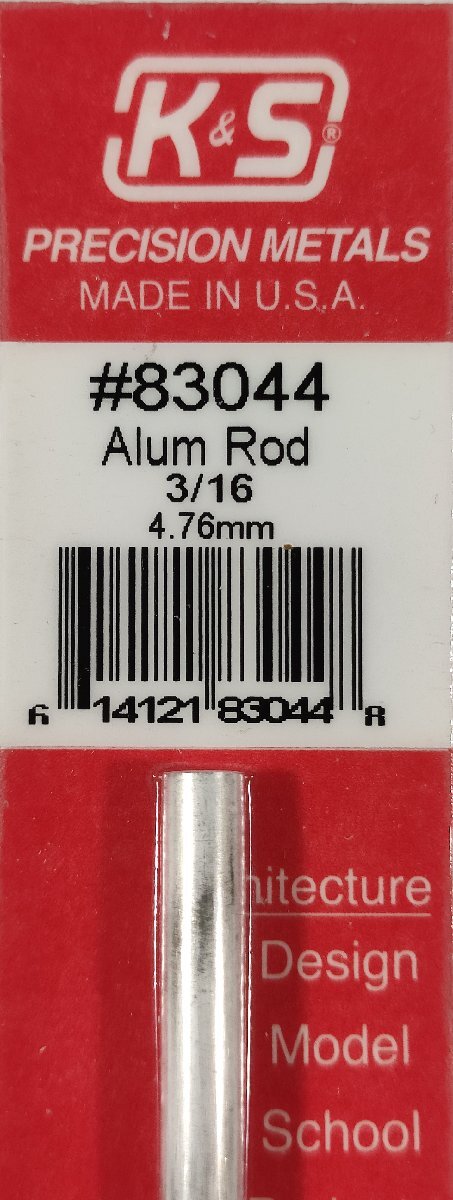 K&S®
PRECISION METALS
MADE IN U.S.A.
#83044
Alum Rod
3/16
4.76mm
6 14121 83044 8
hitecture
Design
Model
School